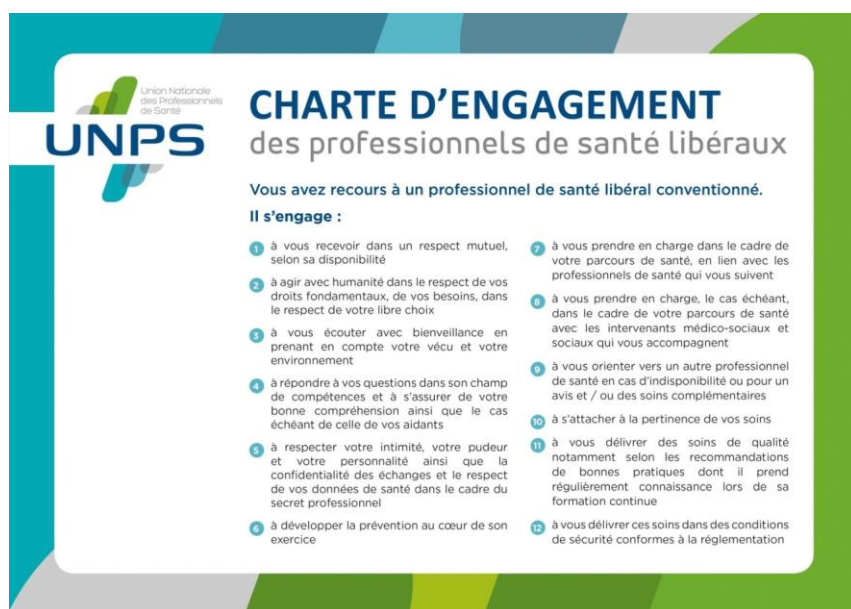 Union Nationale
des Professionnels
de Santé
UNPS
CHARTE D'ENGAGEMENT
des professionnels de santé libéraux
Vous avez recours à un professionnel de santé libéral conventionné.
Il s'engage :
1 à vous recevoir dans un respect mutuel,
selon sa disponibilité
2 à agir avec humanité dans le respect de vos
droits fondamentaux, de vos besoins, dans
le respect de votre libre choix
3 à vous écouter avec bienveillance en
prenant en compte votre vécu et votre
environnement
4 à répondre à vos questions dans son champ
de compétences et à s'assurer de votre
bonne compréhension ainsi que le cas
échéant de celle de vos aidants
5 à respecter votre intimité, votre pudeur
et votre personnalité ainsi que la
confidentialité des échanges et le respect
de vos données de santé dans le cadre du
secret professionnel
6 à développer la prévention au cœur de son
exercice
7 à vous prendre en charge dans le cadre de
votre parcours de santé, en lien avec les
professionnels de santé qui vous suivent
8 à vous prendre en charge, le cas échéant,
dans le cadre de votre parcours de santé
avec les intervenants médico-sociaux et
sociaux qui vous accompagnent
9 à vous orienter vers un autre professionnel
de santé en cas d'indisponibilité ou pour un
avis et / ou des soins complémentaires
10 à s'attacher à la pertinence de vos soins
11 à vous délivrer des soins de qualité
notamment selon les recommandations
de bonnes pratiques dont il prend
régulièrement connaissance lors de sa
formation continue
12 à vous délivrer ces soins dans des conditions
de sécurité conformes à la réglementation